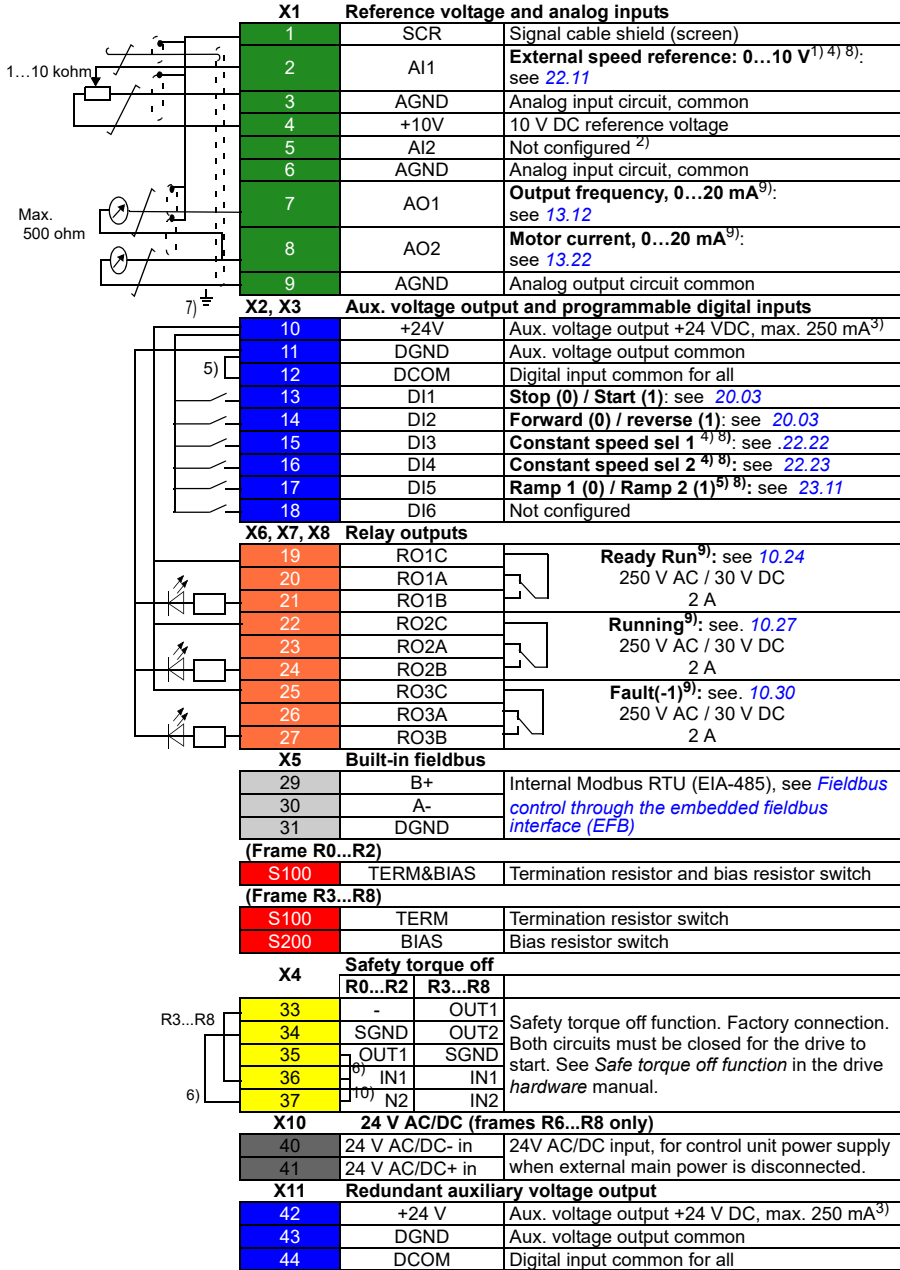 X1 Reference voltage and analog inputs
1 SCR Signal cable shield (screen)
1…10 kohm
2 AI1 External speed reference: 0…10 V1) 4) 8):
see 22.11
3 AGND Analog input circuit, common
4 +10V 10 V DC reference voltage
5 AI2 Not configured 2)
6 AGND Analog input circuit, common
Max.
500 ohm
7 AO1 Output frequency, 0…20 mA9):
see 13.12
8 AO2 Motor current, 0…20 mA9):
see 13.22
9 AGND Analog output circuit common
7)
X2, X3 Aux. voltage output and programmable digital inputs
10 +24V Aux. voltage output +24 VDC, max. 250 mA3)
11 DGND Aux. voltage output common
5)
12 DCOM Digital input common for all
13 DI1 Stop (0) / Start (1): see 20.03
14 DI2 Forward (0) / reverse (1): see 20.03
15 DI3 Constant speed sel 1 4) 8): see .22.22
16 DI4 Constant speed sel 2 4) 8): see 22.23
17 DI5 Ramp 1 (0) / Ramp 2 (1)5) 8): see 23.11
18 DI6 Not configured
X6, X7, X8 Relay outputs
19 RO1C Ready Run9): see 10.24
20 RO1A 250 V AC / 30 V DC
21 RO1B 2 A
22 RO2C Running9): see. 10.27
23 RO2A 250 V AC / 30 V DC
24 RO2B 2 A
25 RO3C Fault(-1)9): see. 10.30
26 RO3A 250 V AC / 30 V DC
27 RO3B 2 A
X5 Built-in fieldbus
29 B+ Internal Modbus RTU (EIA-485), see Fieldbus
30 A- control through the embedded fieldbus
31 DGND interface (EFB)
(Frame R0...R2)
S100 TERM&BIAS Termination resistor and bias resistor switch
(Frame R3...R8)
S100 TERM Termination resistor switch
S200 BIAS Bias resistor switch
X4 Safety torque off
R0...R2 R3...R8
R3...R8
33 - OUT1
34 SGND OUT2
35 OUT1 SGND
6)
36 IN1 IN1
6)
10)
37 N2 IN2
Safety torque off function. Factory connection.
Both circuits must be closed for the drive to
start. See Safe torque off function in the drive
hardware manual.
X10 24 V AC/DC (frames R6...R8 only)
40 24 V AC/DC- in 24V AC/DC input, for control unit power supply
41 24 V AC/DC+ in when external main power is disconnected.
X11 Redundant auxiliary voltage output
42 +24 V Aux. voltage output +24 V DC, max. 250 mA3)
43 DGND Aux. voltage output common
44 DCOM Digital input common for all